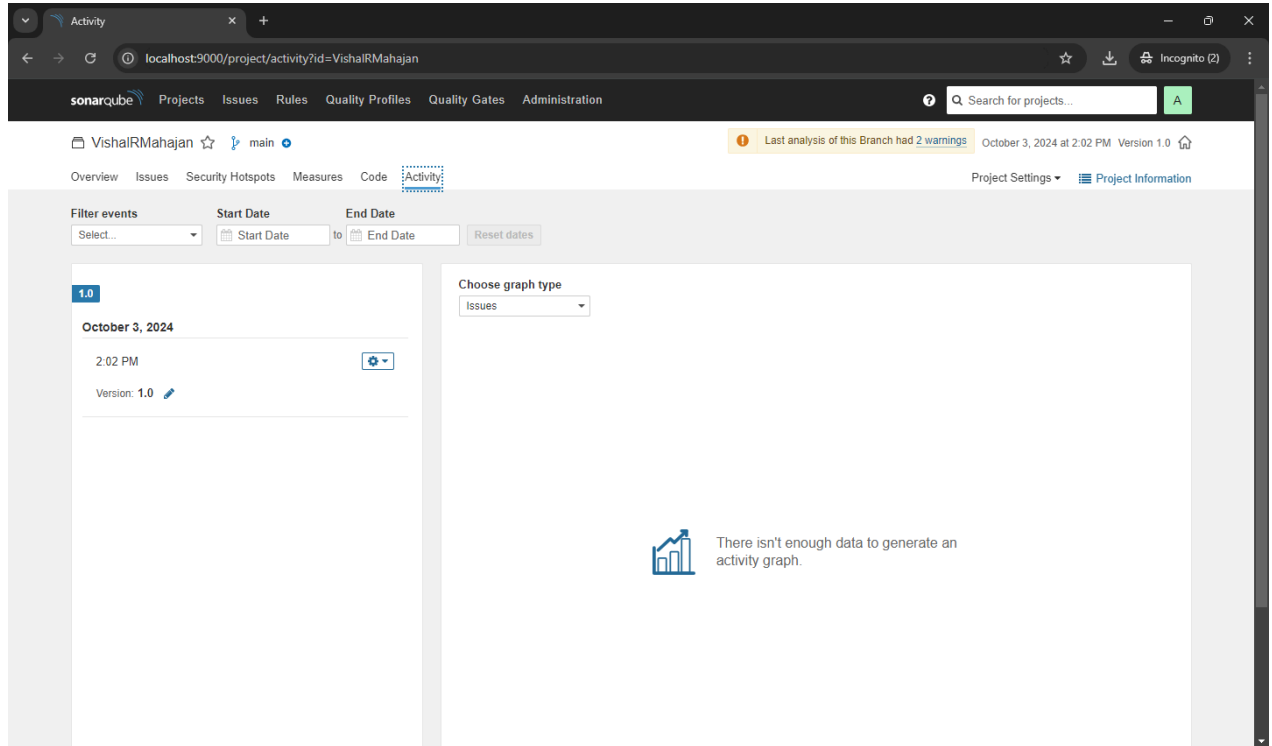 Activity
localhost:9000/project/activity?id=VishalRMahajan
Incognito (2)
sonarqube Projects Issues Rules Quality Profiles Quality Gates Administration
Search for projects...
A
VishalRMahajan main
Last analysis of this Branch had 2 warnings
October 3, 2024 at 2:02 PM Version 1.0
Overview Issues Security Hotspots Measures Code Activity
Project Settings Project Information
Filter events Start Date End Date
Select... Start Date to End Date Reset dates
1.0
October 3, 2024
2:02 PM
Version: 1.0
Choose graph type
Issues
There isn't enough data to generate an
activity graph.